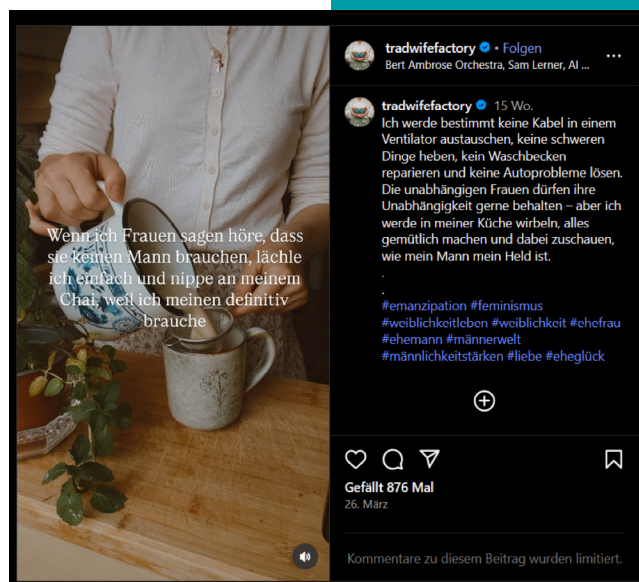 Wenn ich Frauen sagen höre, dass
sie keinen Mann brauchen, lächle
ich einfach und nippe an meinem
Chai, weil ich meinen definitiv
brauche
tradwifefactory • Folgen
Bert Ambrose Orchestra, Sam Lerner, Al ...
tradwifefactory 15 Wo.
Ich werde bestimmt keine Kabel in einem
Ventilator austauschen, keine schweren
Dinge heben, kein Waschbecken
reparieren und keine Autoprobleme lösen.
Die unabhängigen Frauen dürfen ihre
Unabhängigkeit gerne behalten – aber ich
werde in meiner Küche wirbeln, alles
gemütlich machen und dabei zuschauen,
wie mein Mann mein Held ist.
.
.
#emanzipation #feminismus
#weiblichkeitleben #weiblichkeit #ehefrau
#ehemann #männerwelt
#männlichkeitstärken #liebe #eheglück
Gefällt 876 Mal
26. März
Kommentare zu diesem Beitrag wurden limitiert.